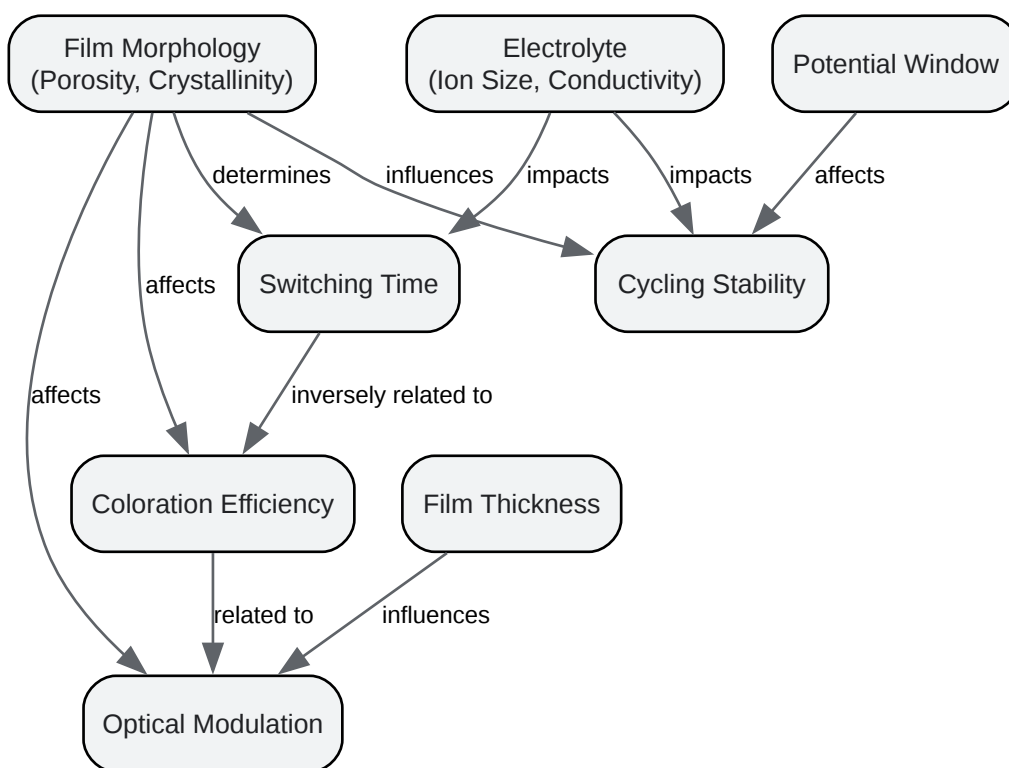 Film Morphology
(Porosity, Crystallinity)
Electrolyte
(Ion Size, Conductivity)
Potential Window
determines
influences
impacts
impacts
affects
affects
Switching Time
Cycling Stability
affects
inversely related to
Coloration Efficiency
Film Thickness
related to
influences
Optical Modulation